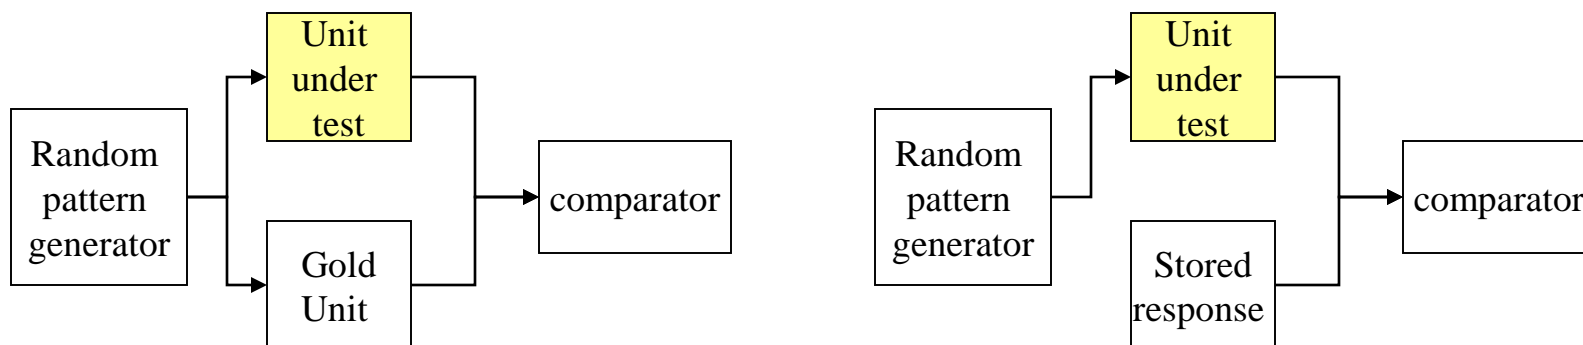 Random
pattern
generator
Unit
under
test
Gold
Unit
comparator
Random
pattern
generator
Unit
under
test
Stored
response
comparator